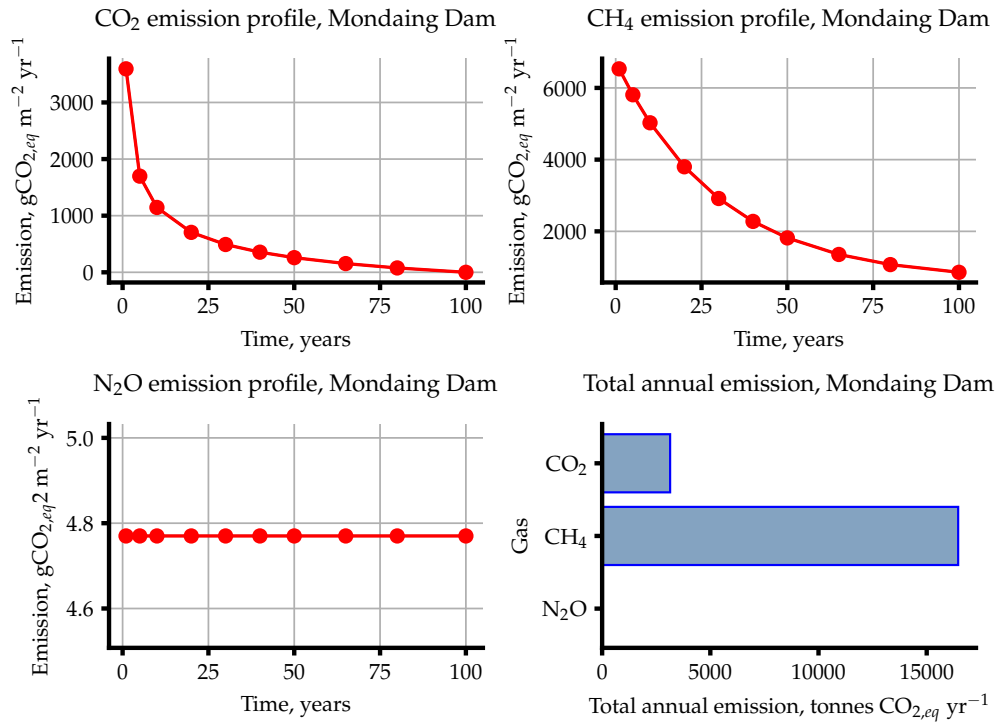 CO₂ emission profile, Mondaing Dam
Emission, gCO₂,eq m⁻² yr⁻¹
3000
2000
1000
0
0 25 50 75 100
Time, years
CH₄ emission profile, Mondaing Dam
Emission, gCO₂,eq m⁻² yr⁻¹
6000
4000
2000
0 25 50 75 100
Time, years
N₂O emission profile, Mondaing Dam
Emission, gCO₂,eq2 m⁻² yr⁻¹
5.0
4.8
4.6
0 25 50 75 100
Time, years
Total annual emission, Mondaing Dam
Gas
CO₂
CH₄
N₂O
0 5000 10000 15000
Total annual emission, tonnes CO₂,eq yr⁻¹